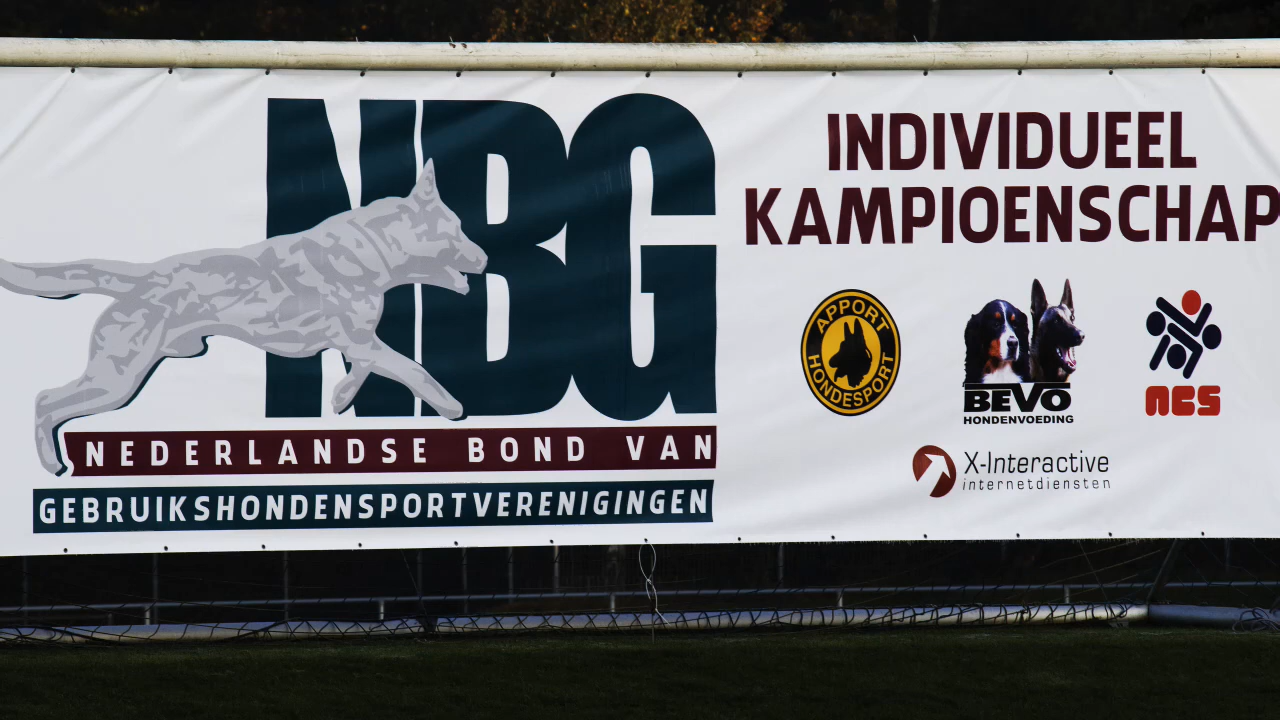 NBG
NEDERLANDSE BOND VAN
GEBRUIKSHONDENSPORTVERENIGINGEN
INDIVIDUEEL
KAMPIOENSCHAP
APPORT
HONDESPORT
BEVO
HONDENVOEDING
NCS
X-Interactive
internetdiensten